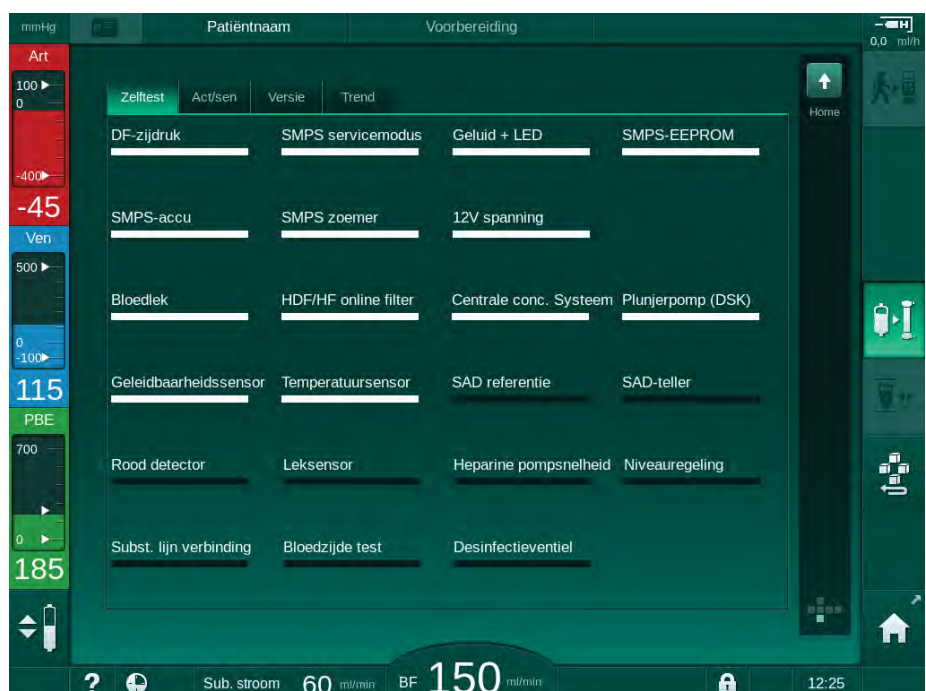 mmHg
Patiëntnaam
Voorbereiding
0,0 ml/h
Art
100
0
-400
-45
Ven
500
0
-100
115
PBE
700
0
185
Zelftest Act/sen Versie Trend
Home
DF-zijdruk SMPS servicemodus Geluid + LED SMPS-EEPROM
SMPS-accu SMPS zoemer 12V spanning
Bloedlek HDF/HF online filter Centrale conc. Systeem Plunjerpomp (DSK)
Geleidbaarheidssensor Temperatuursensor SAD referentie SAD-teller
Rood detector Leksensor Heparine pompsnelheid Niveauregeling
Subst. lijn verbinding Bloedzijde test Desinfectieventiel
? Sub. stroom 60 ml/min BF 150 ml/min 12:25